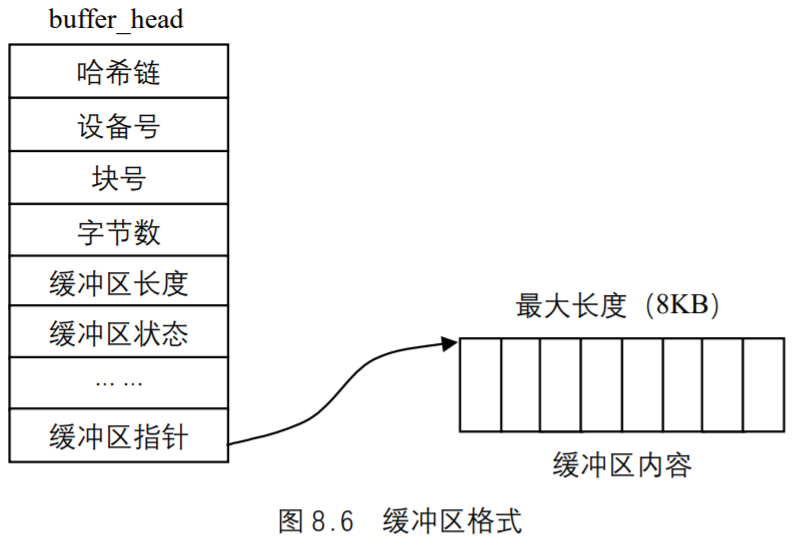 buffer_head
哈希链
设备号
块号
字节数
缓冲区长度
缓冲区状态
… …
缓冲区指针
最大长度（8KB）
缓冲区内容
图 8.6 缓冲区格式